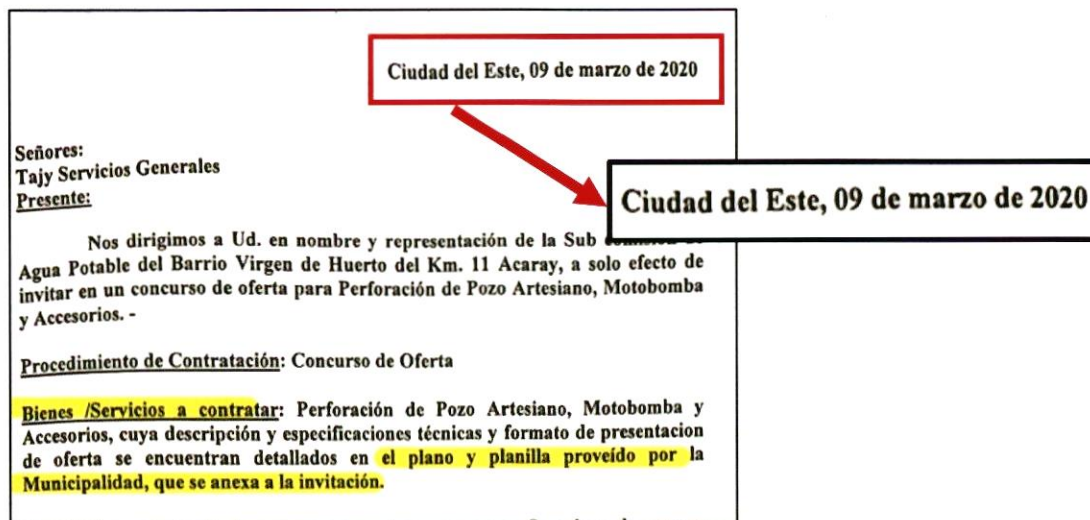 Ciudad del Este, 09 de marzo de 2020
Señores:
Tajy Servicios Generales
Presente:
Ciudad del Este, 09 de marzo de 2020
Nos dirigimos a Ud. en nombre y representación de la Sub
Agua Potable del Barrio Virgen de Huerto del Km. 11 Acaray, a solo efecto de
invitar en un concurso de oferta para Perforación de Pozo Artesiano, Motobomba
y Accesorios. -
Procedimiento de Contratación: Concurso de Oferta
Bienes /Servicios a contratar: Perforación de Pozo Artesiano, Motobomba y
Accesorios, cuya descripción y especificaciones técnicas y formato de presentacion
de oferta se encuentran detallados en el plano y planilla proveído por la
Municipalidad, que se anexa a la invitación.